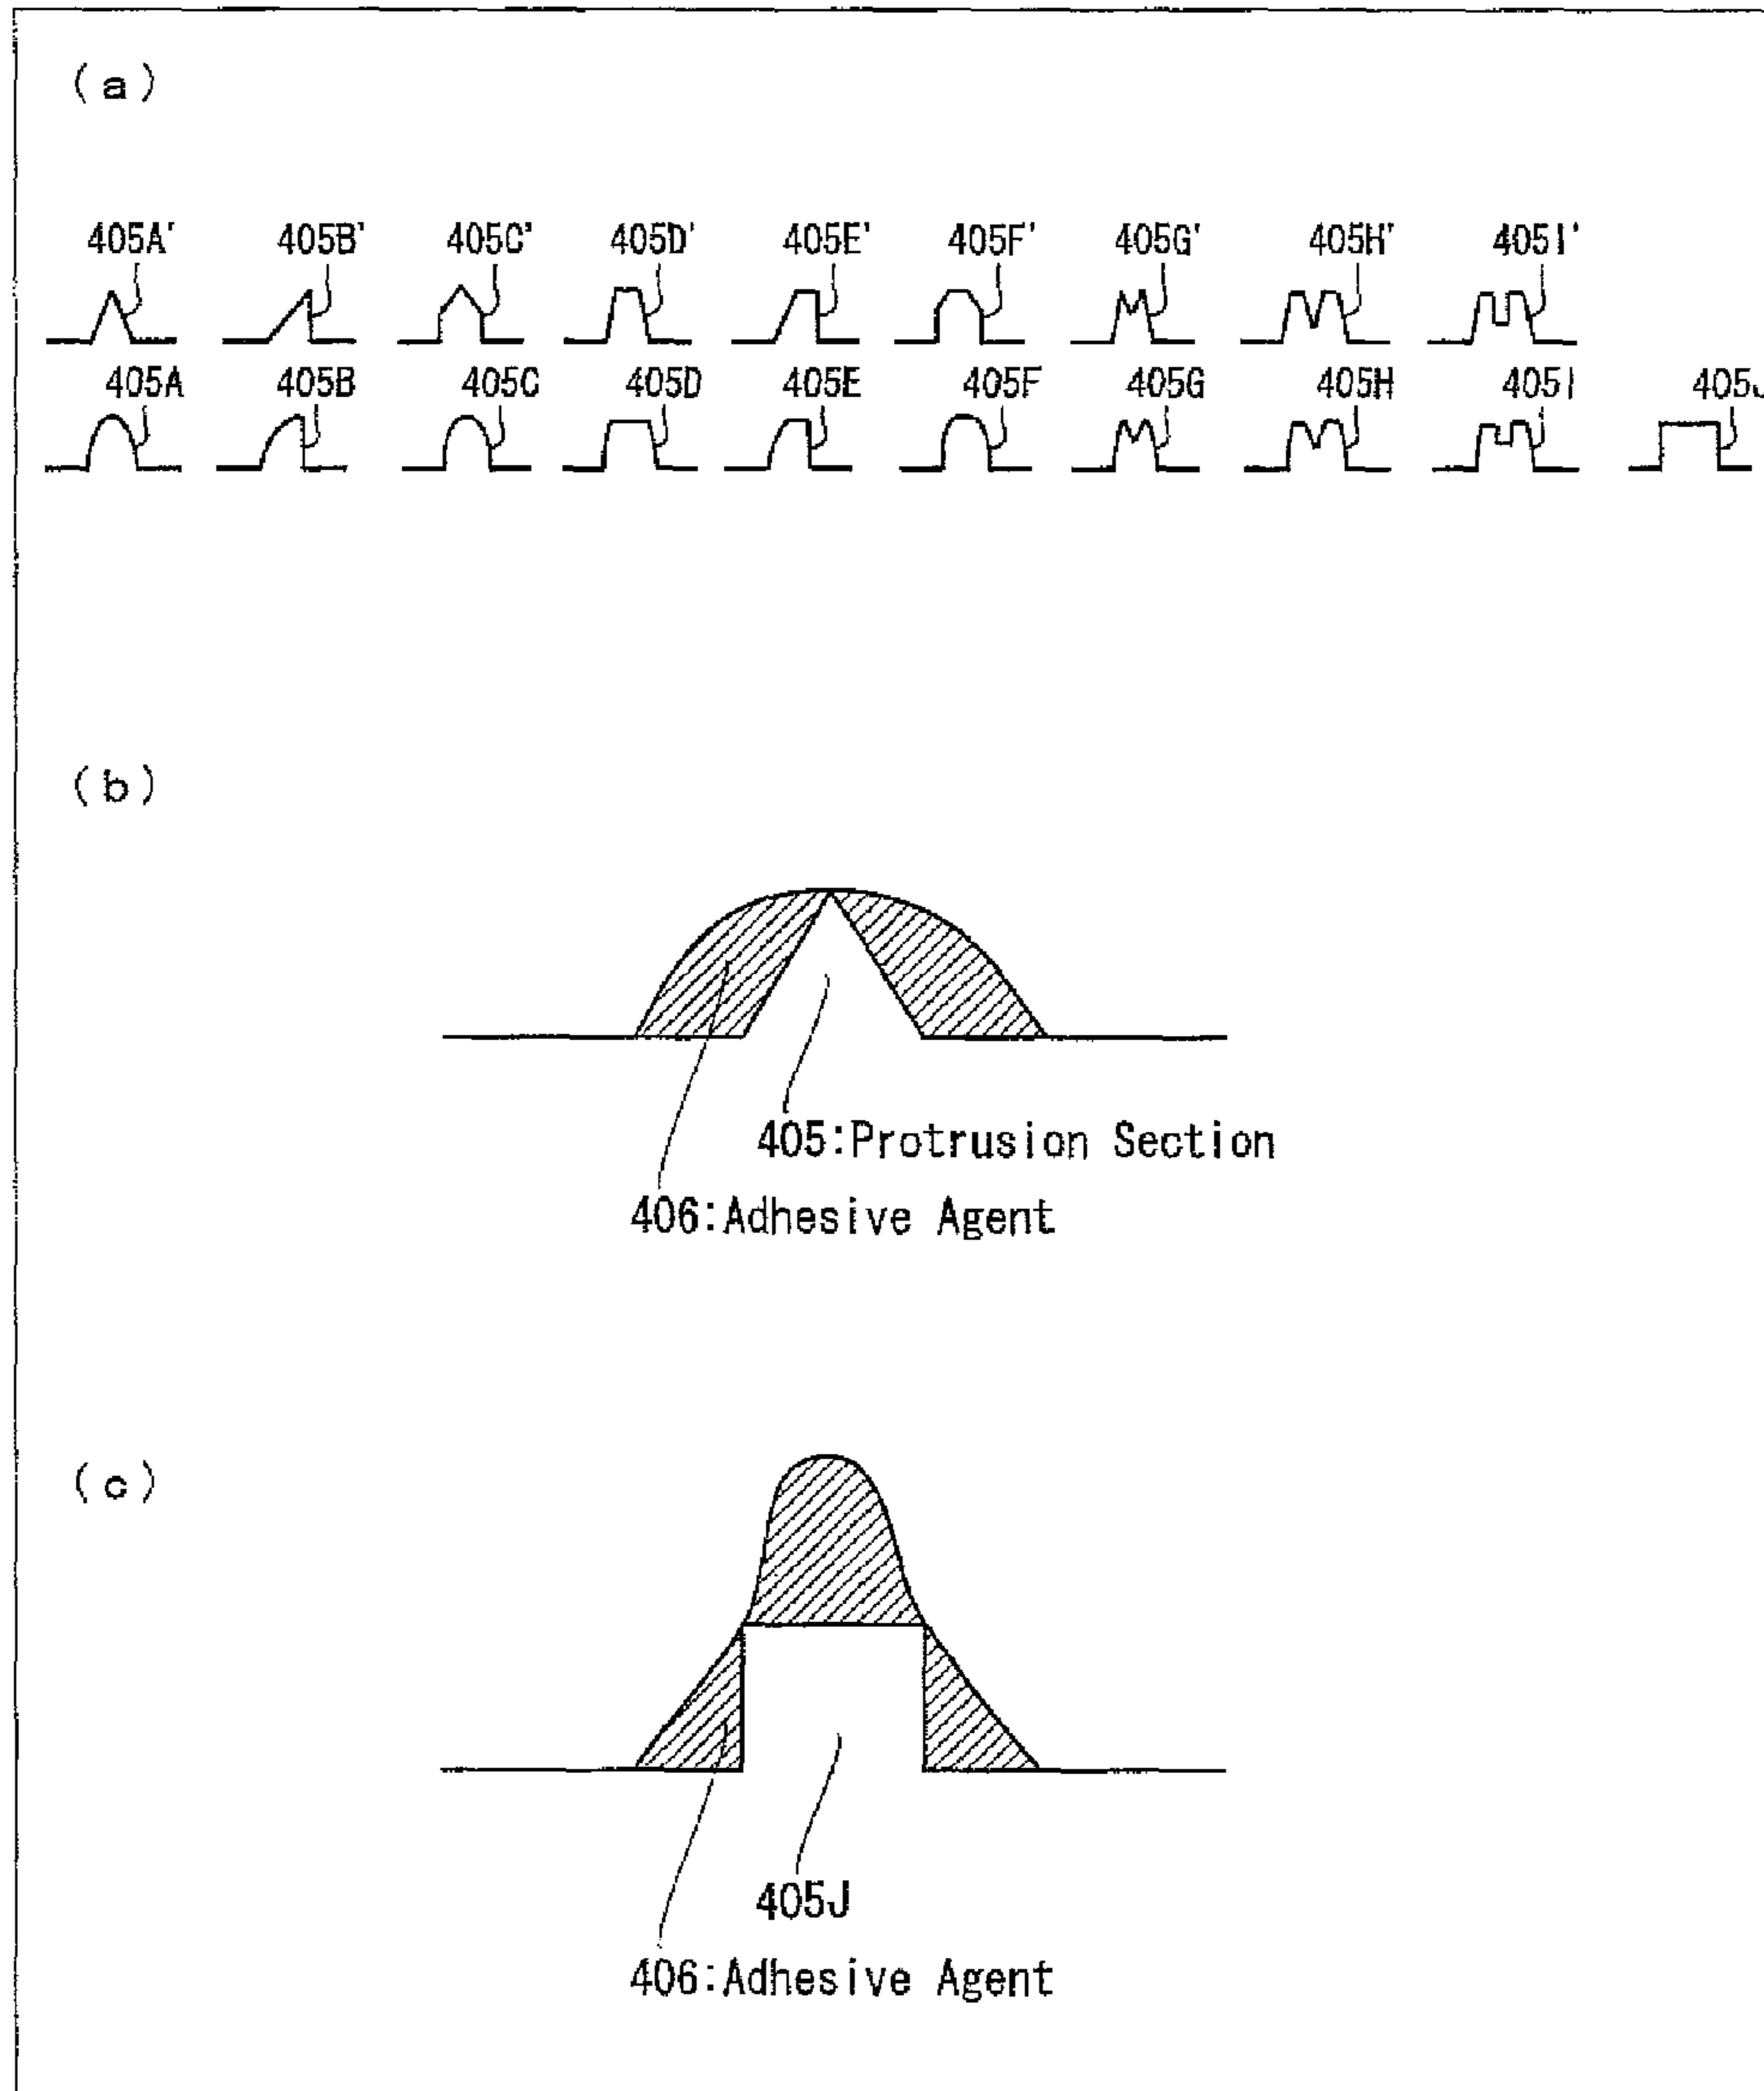 (a)
405A' 405B' 405C' 405D' 405E' 405F' 405G' 405H' 405I'
405A 405B 405C 405D 405E 405F 405G 405H 405I 405J
(b)
405:Protrusion Section
406:Adhesive Agent
(c)
405J
406:Adhesive Agent